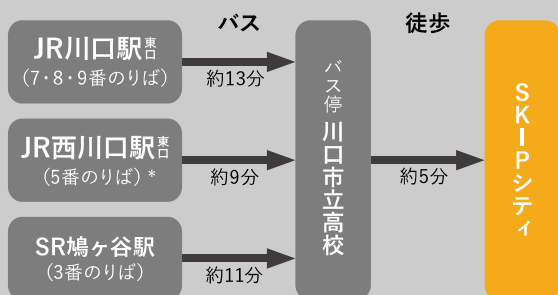 バス
徒歩
JR川口駅東口
(7・8・9番のりば)
約13分
JR西川口駅東口
(5番のりば) *
約9分
SR鳩ヶ谷駅
(3番のりば)
約11分
バス停 川口市立高校
約5分
SKIPシティ